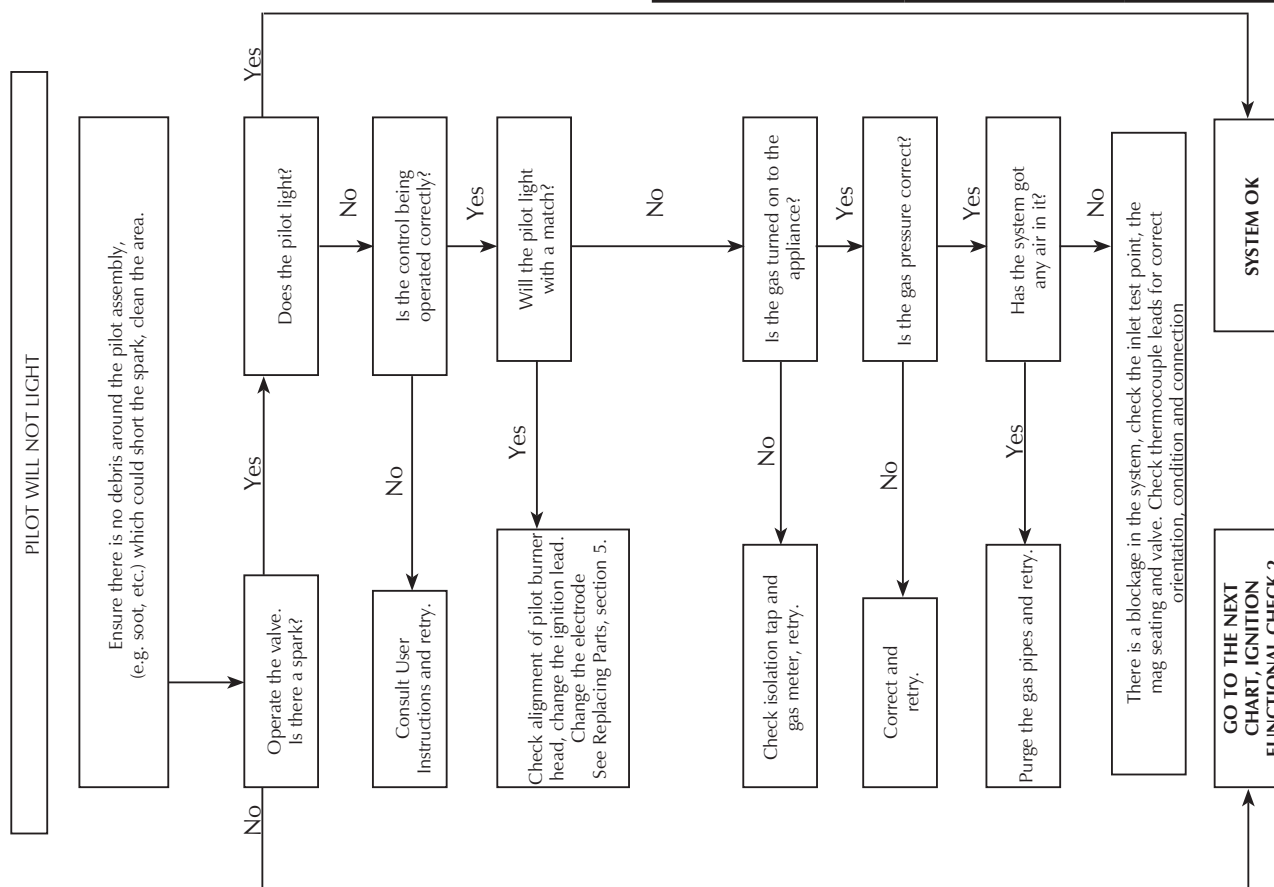 PILOT WILL NOT LIGHT
Ensure there is no debris around the pilot assembly,
(e.g. soot, etc.) which could short the spark, clean the area.
No
Operate the valve.
Is there a spark?
Yes
Does the pilot light?
Yes
No
Consult User
Instructions and retry.
No
Is the control being
operated correctly?
Yes
Check alignment of pilot burner
head, change the ignition lead.
Change the electrode
See Replacing Parts, section 5.
Yes
Will the pilot light
with a match?
No
Check isolation tap and
gas meter, retry.
No
Is the gas turned on to the
appliance?
Yes
Correct and
retry.
No
Is the gas pressure correct?
Yes
Purge the gas pipes and retry.
Yes
Has the system got
any air in it?
No
There is a blockage in the system, check the inlet test point, the
mag seating and valve. Check thermocouple leads for correct
orientation, condition and connection
GO TO THE NEXT
CHART, IGNITION
FUNCTIONAL CHECK 2
SYSTEM OK